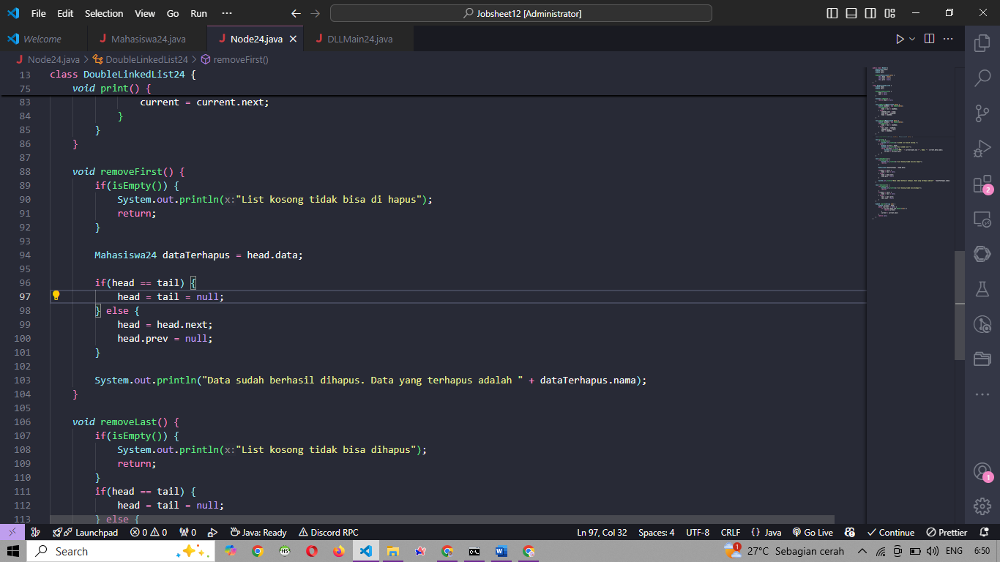 File Edit Selection View Go Run ··· Jobsheet12 [Administrator]
Welcome Mahasiswa24.java Node24.java DLLMain24.java
Node24.java > DoubleLinkedList24 > removeFirst()
13 class DoubleLinkedList24 {
75 void print() {
83 current = current.next;
84 }
85 }
86 }
87
88 void removeFirst() {
89 if(isEmpty()) {
90 System.out.println(x:"List kosong tidak bisa di hapus");
91 return;
92 }
93
94 Mahasiswa24 dataTerhapus = head.data;
95
96 if(head == tail) {
97 head = tail = null;
98 } else {
99 head = head.next;
100 head.prev = null;
101 }
102
103 System.out.println("Data sudah berhasil dihapus. Data yang terhapus adalah " + dataTerhapus.nama);
104 }
105
106 void removeLast() {
107 if(isEmpty()) {
108 System.out.println(x:"List kosong tidak bisa dihapus");
109 return;
110 }
111 if(head == tail) {
112 head = tail = null;
113 } else {
2
1
Launchpad 0 0 0 Java: Ready Discord RPC Ln 97, Col 32 Spaces: 4 UTF-8 CRLF {} Java Go Live Continue Prettier
Search 1 27°C Sebagian cerah ENG 6:50